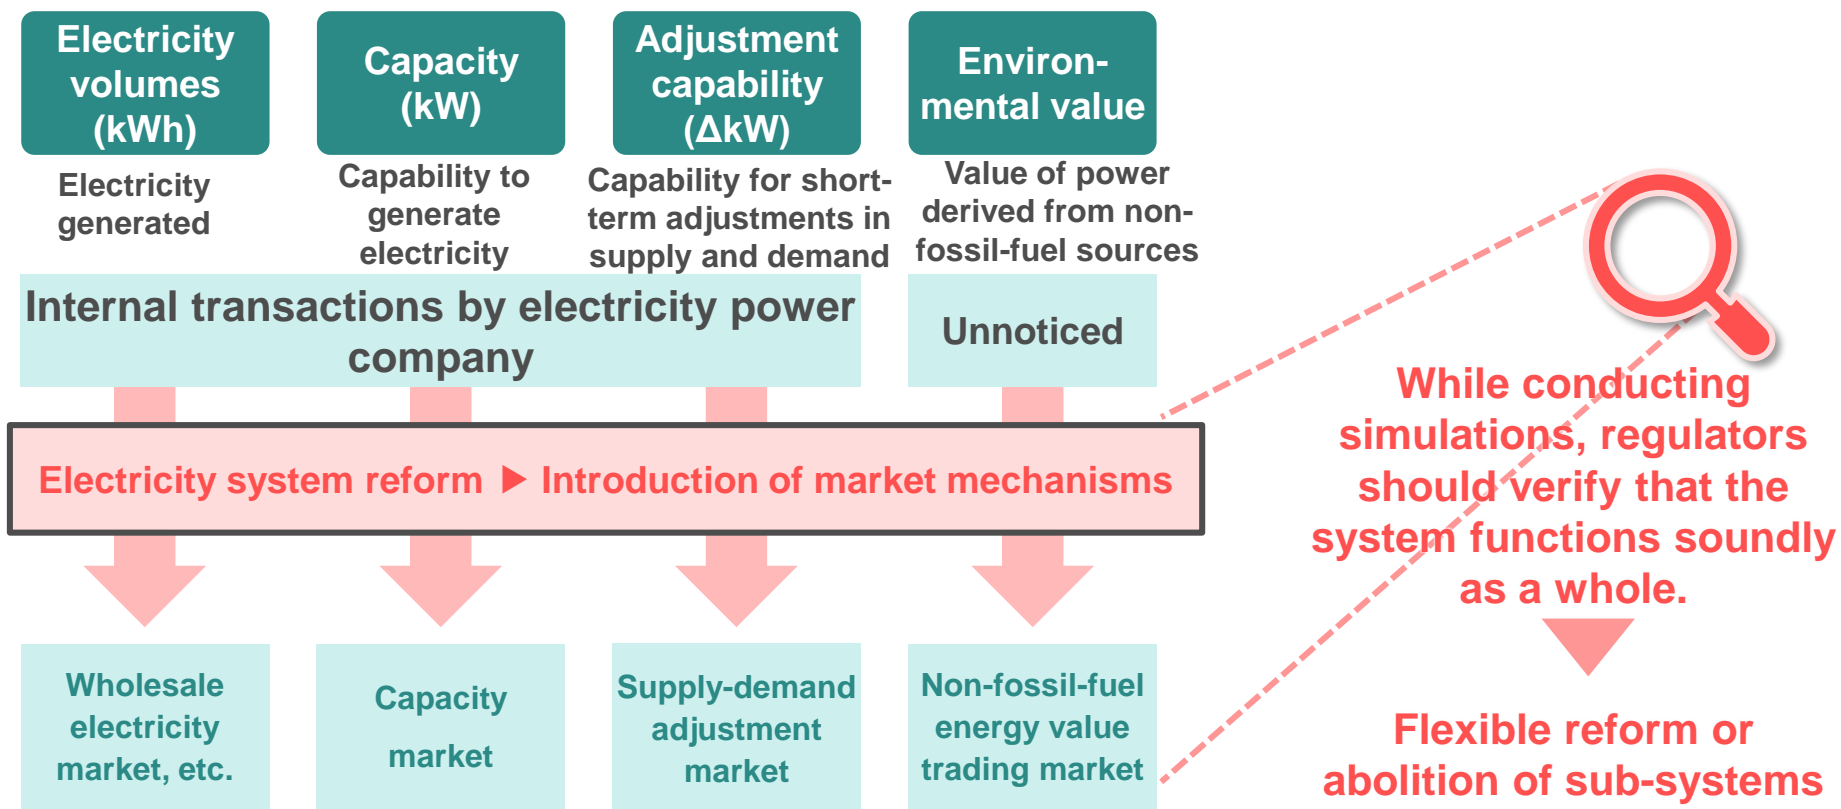 Electricity
volumes
(kWh)
Capacity
(kW)
Adjustment
capability
(ΔkW)
Environ-
mental value
Electricity
generated
Capability to
generate
electricity
Capability for short-
term adjustments in
supply and demand
Value of power
derived from non-
fossil-fuel sources
Internal transactions by electricity power
company
Unnoticed
Electricity system reform ▶ Introduction of market mechanisms
Wholesale
electricity
market, etc.
Capacity
market
Supply-demand
adjustment
market
Non-fossil-fuel
energy value
trading market
While conducting
simulations, regulators
should verify that the
system functions soundly
as a whole.
Flexible reform or
abolition of sub-systems